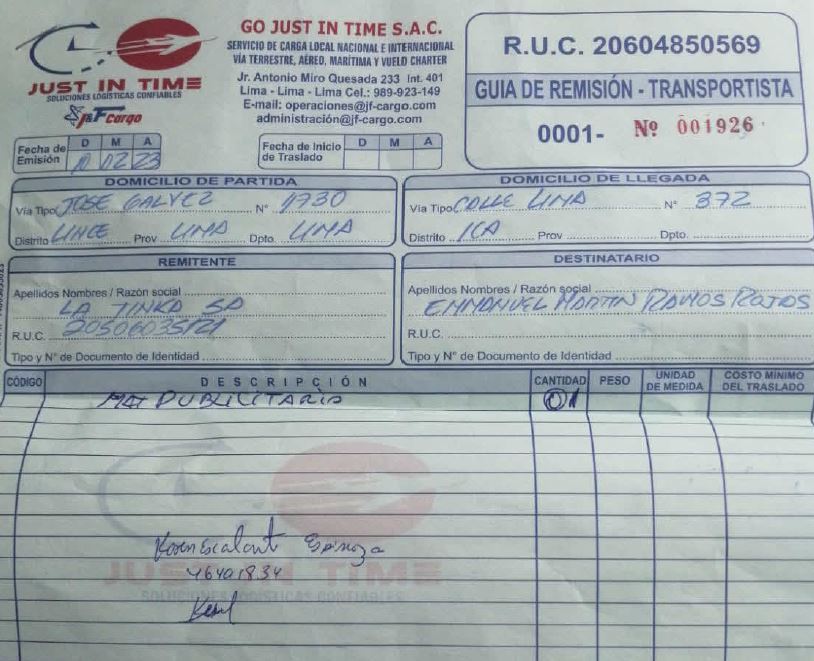 JUST IN TIME
SOLUCIONES LOGÍSTICAS CONFIABLES
J&F Cargo
GO JUST IN TIME S.A.C.
SERVICIO DE CARGA LOCAL NACIONAL E INTERNACIONAL
VÍA TERRESTRE, AÉREO, MARÍTIMA Y VUELO CHARTER
Jr. Antonio Miro Quesada 233 Int. 401
Lima - Lima - Lima Cel.: 989-923-149
E-mail: operaciones@jf-cargo.com
administración@jf-cargo.com
R.U.C. 20604850569
GUIA DE REMISIÓN - TRANSPORTISTA
0001- Nº 001926
Fecha de Emisión D M A
10 02 23
Fecha de Inicio de Traslado D M A
DOMICILIO DE PARTIDA
Vía Tipo JOSE GALVEZ Nº 1730
Distrito LINCE Prov LIMA Dpto. LIMA
DOMICILIO DE LLEGADA
Vía Tipo CALLE LIMA Nº 372
Distrito ICA Prov Dpto.
REMITENTE
Apellidos Nombres / Razón social
LA TINKA SA
R.U.C. 20506035121
Tipo y Nº de Documento de Identidad
DESTINATARIO
Apellidos Nombres / Razón social
EMMANUEL MARTIN RAMOS ROJAS
R.U.C.
Tipo y Nº de Documento de Identidad
CÓDIGO DESCRIPCIÓN CANTIDAD PESO UNIDAD DE MEDIDA COSTO MÍNIMO DEL TRASLADO
MAT PUBLICITARIO 01
Espinoza
46401834
JUST IN TIME
SOLUCIONES LOGÍSTICAS CONFIABLES